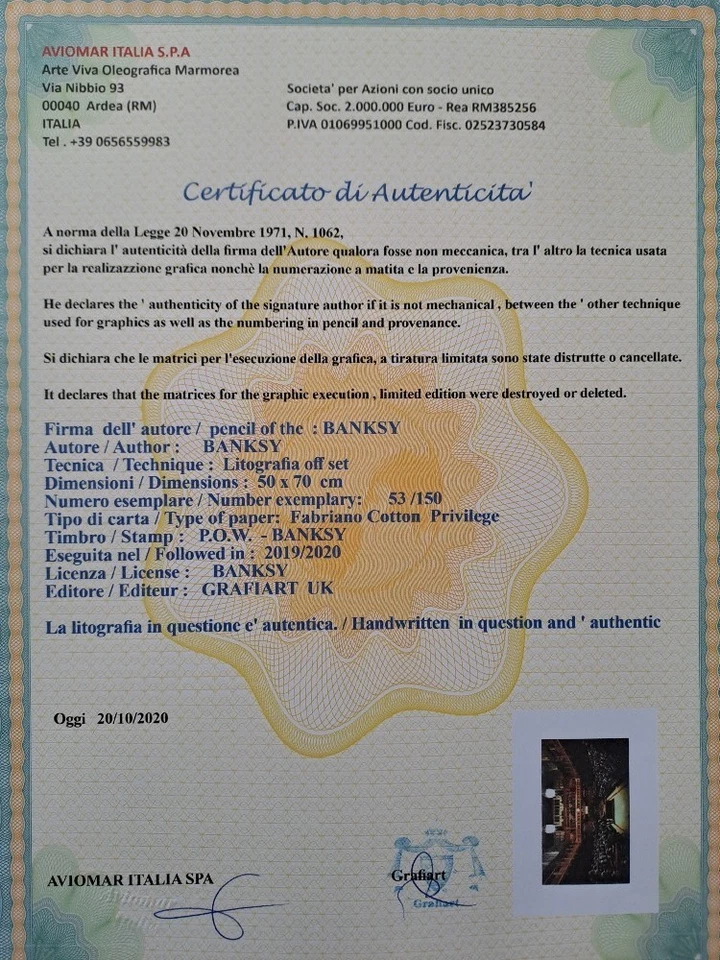 AVIOMAR ITALIA S.P.A
Arte Viva Oleografica Marmorea
Via Nibbio 93
00040 Ardea (RM)
ITALIA
Tel . +39 0656559983
Societa' per Azioni con socio unico
Cap. Soc. 2.000.000 Euro - Rea RM385256
P.IVA 01069951000 Cod. Fisc. 02523730584
Certificato di Autenticita'
A norma della Legge 20 Novembre 1971, N. 1062,
si dichiara l' autenticità della firma dell'Autore qualora fosse non meccanica, tra l' altro la tecnica usata
per la realizazzione grafica nonchè la numerazione a matita e la provenienza.
He declares the ' authenticity of the signature author if it is not mechanical , between the ' other technique
used for graphics as well as the numbering in pencil and provenance.
Si dichiara che le matrici per l'esecuzione della grafica, a tiratura limitata sono state distrutte o cancellate.
It declares that the matrices for the graphic execution , limited edition were destroyed or deleted.
Firma dell' autore / pencil of the : BANKSY
Autore / Author : BANKSY
Tecnica / Technique : Litografia off set
Dimensioni / Dimensions : 50 x 70 cm
Numero esemplare / Number exemplary: 53 /150
Tipo di carta / Type of paper: Fabriano Cotton Privilege
Timbro / Stamp : P.O.W. - BANKSY
Eseguita nel / Followed in : 2019/2020
Licenza / License : BANKSY
Editore / Editeur : GRAFIART UK
La litografia in questione e' autentica. / Handwritten in question and ' authentic
Oggi 20/10/2020
AVIOMAR ITALIA SPA
Aviomar
Grafiart
Grafiart